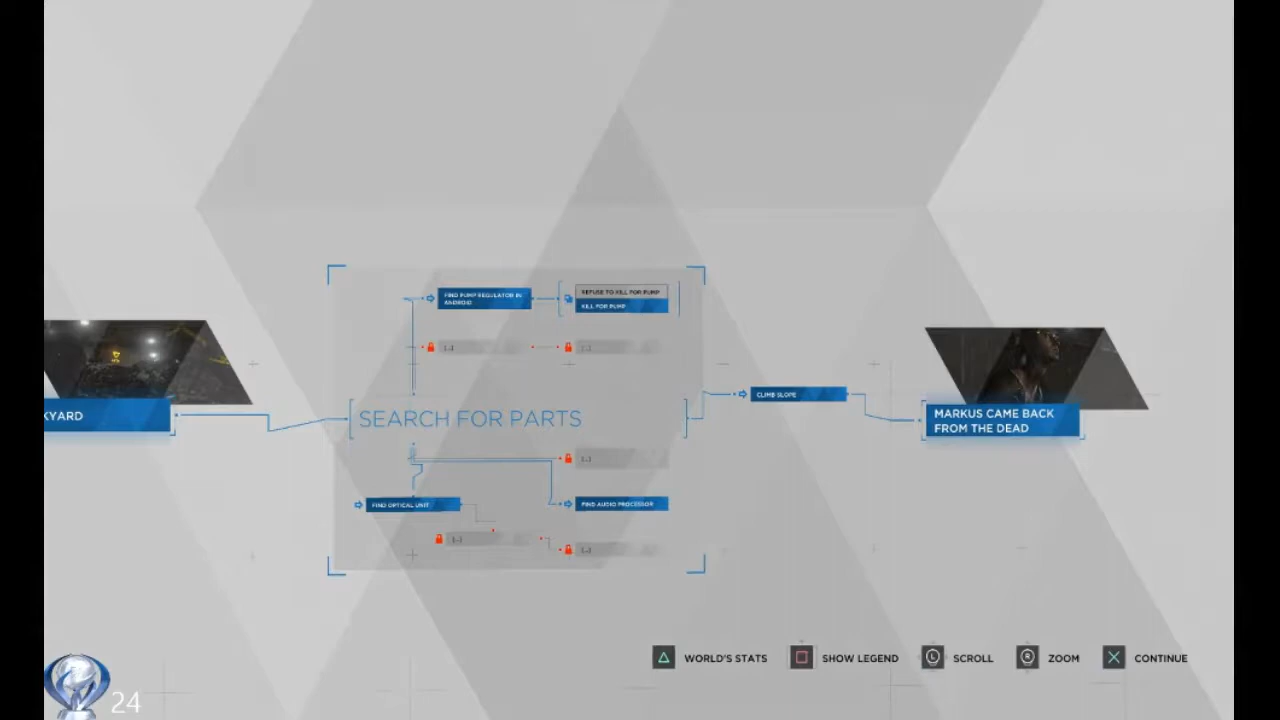 FIND PUMP REGULATOR IN
ANDROID
REFUSE TO KILL FOR PUMP
KILL FOR PUMP
[...]
[...]
KYARD
SEARCH FOR PARTS
CLIMB SLOPE
MARKUS CAME BACK
FROM THE DEAD
[...]
FIND OPTICAL UNIT
FIND AUDIO PROCESSOR
[...]
[...]
WORLD'S STATS
SHOW LEGEND
L
SCROLL
R
ZOOM
CONTINUE
24